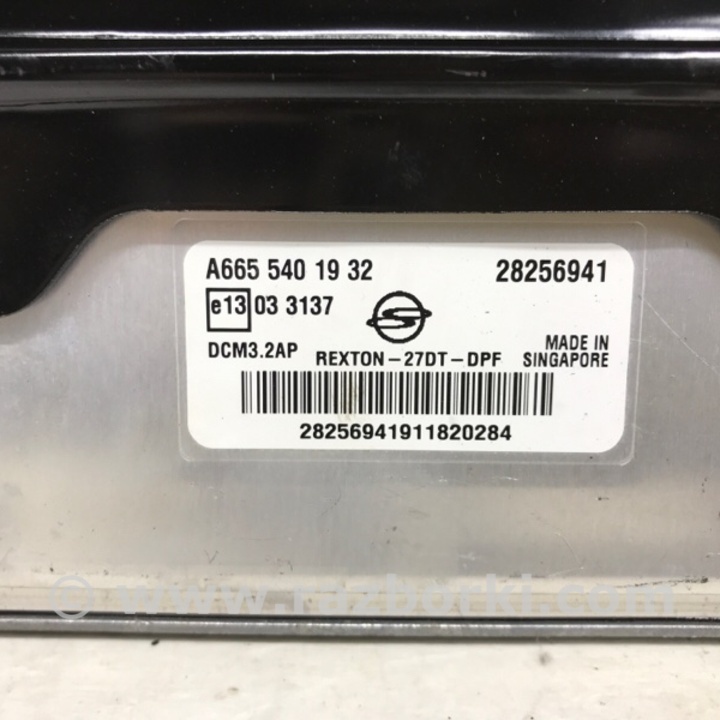 A665 540 19 32 28256941
e13 03 3137
DCM3.2AP REXTON-27DT-DPF MADE IN SINGAPORE
28256941911820284
© www.razborki.com